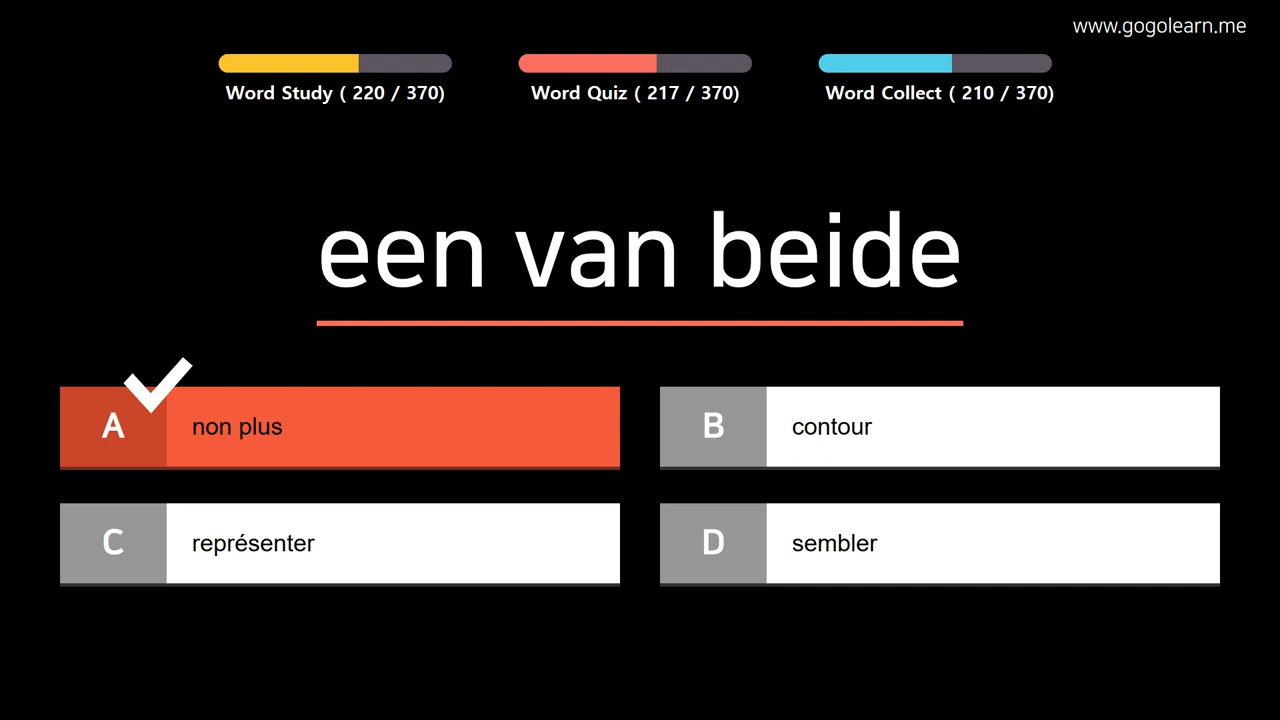 www.gogolearn.me
Word Study ( 220 / 370)
Word Quiz ( 217 / 370)
Word Collect ( 210 / 370)
een van beide
A
non plus
B
contour
C
représenter
D
sembler